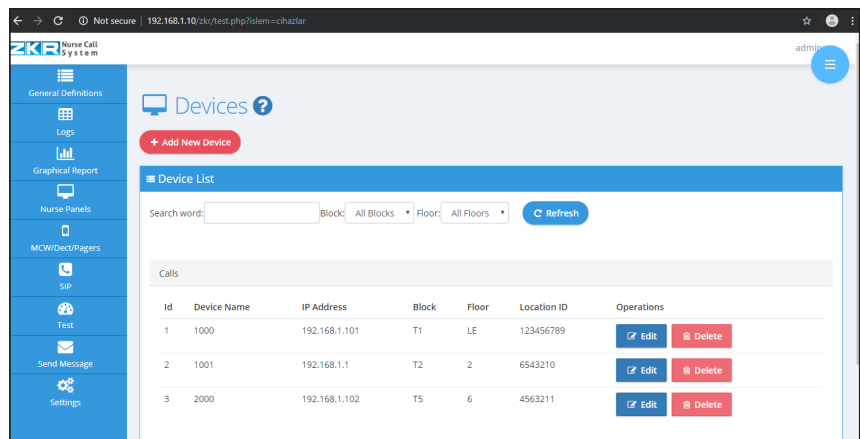 Not secure | 192.168.1.10/zkr/test.php?islem=cihazlar
ZKR Nurse Call System
General Definitions
Logs
Graphical Report
Nurse Panels
MCW/Dect/Pagers
SIP
Test
Send Message
Settings
Devices ?
+ Add New Device
Device List
Search word: Block: All Blocks Floor: All Floors Refresh
Calls
Id Device Name IP Address Block Floor Location ID Operations
1 1000 192.168.1.101 T1 LE 123456789 Edit Delete
2 1001 192.168.1.1 T2 2 6543210 Edit Delete
3 2000 192.168.1.102 T5 6 4563211 Edit Delete